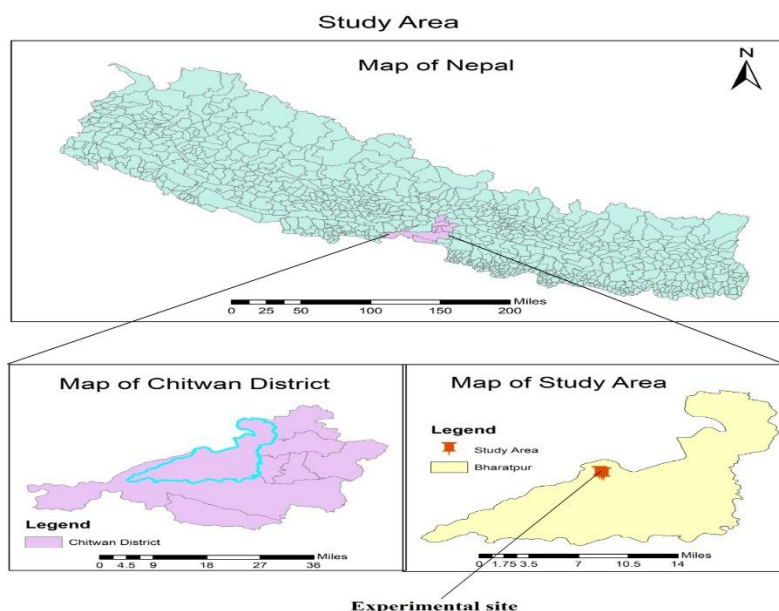 Study Area
Map of Nepal
N
Miles
0 25 50 100 150 200
Map of Chitwan District
Legend
Chitwan District
Miles
0 4.5 9 18 27 36
Map of Study Area
Legend
Study Area
Bharatpur
Miles
0 1.75 3.5 7 10.5 14
Experimental site